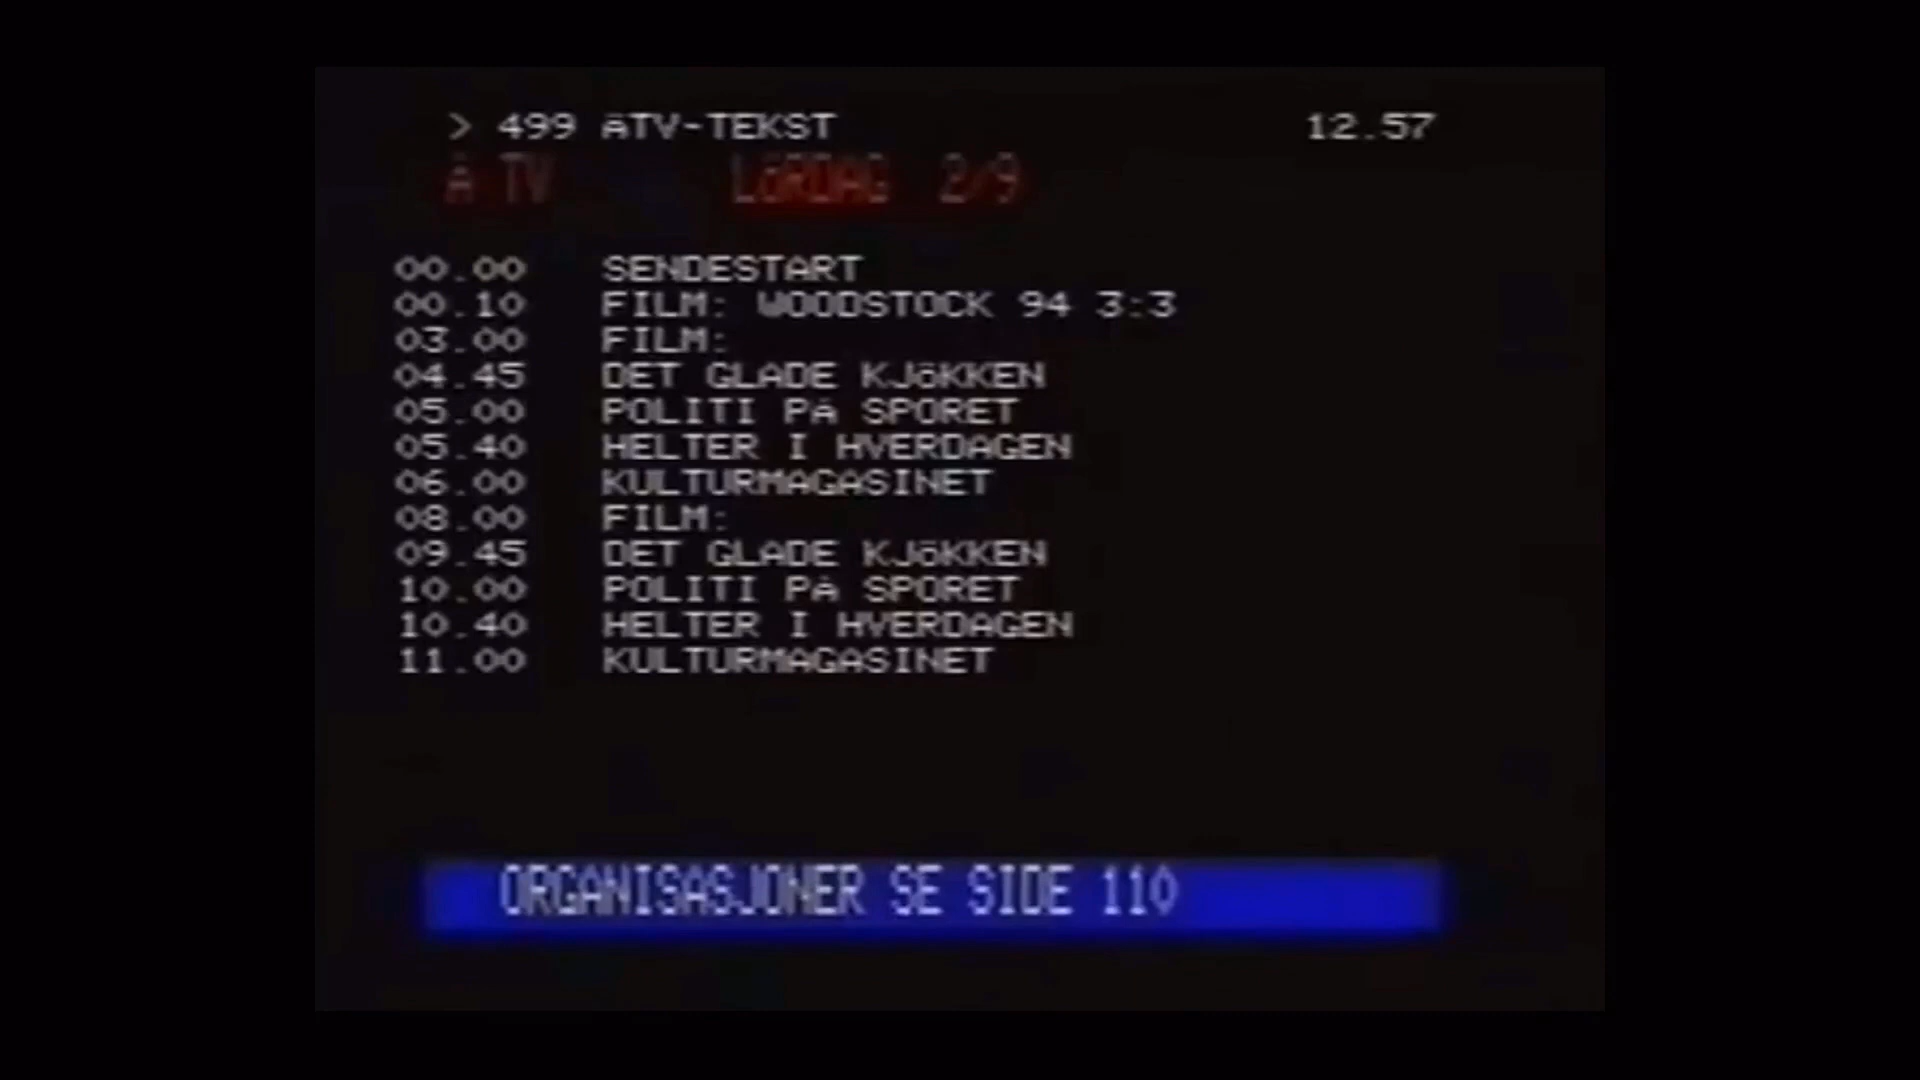 > 499 åTV-TEKST 12.57
å TV LöRDAG 2/9
00.00 SENDESTART
00.10 FILM: WOODSTOCK 94 3:3
03.00 FILM:
04.45 DET GLADE KJöKKEN
05.00 POLITI På SPORET
05.40 HELTER I HVERDAGEN
06.00 KULTURMAGASINET
08.00 FILM:
09.45 DET GLADE KJöKKEN
10.00 POLITI På SPORET
10.40 HELTER I HVERDAGEN
11.00 KULTURMAGASINET
ORGANISASJONER SE SIDE 110